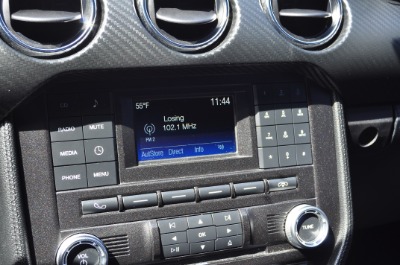 55°F 11:44
Losing
102.1 MHz
FM 2
AutoStore Direct Info
RADIO MUTE
MEDIA
PHONE MENU
OK
VOL
TUNE